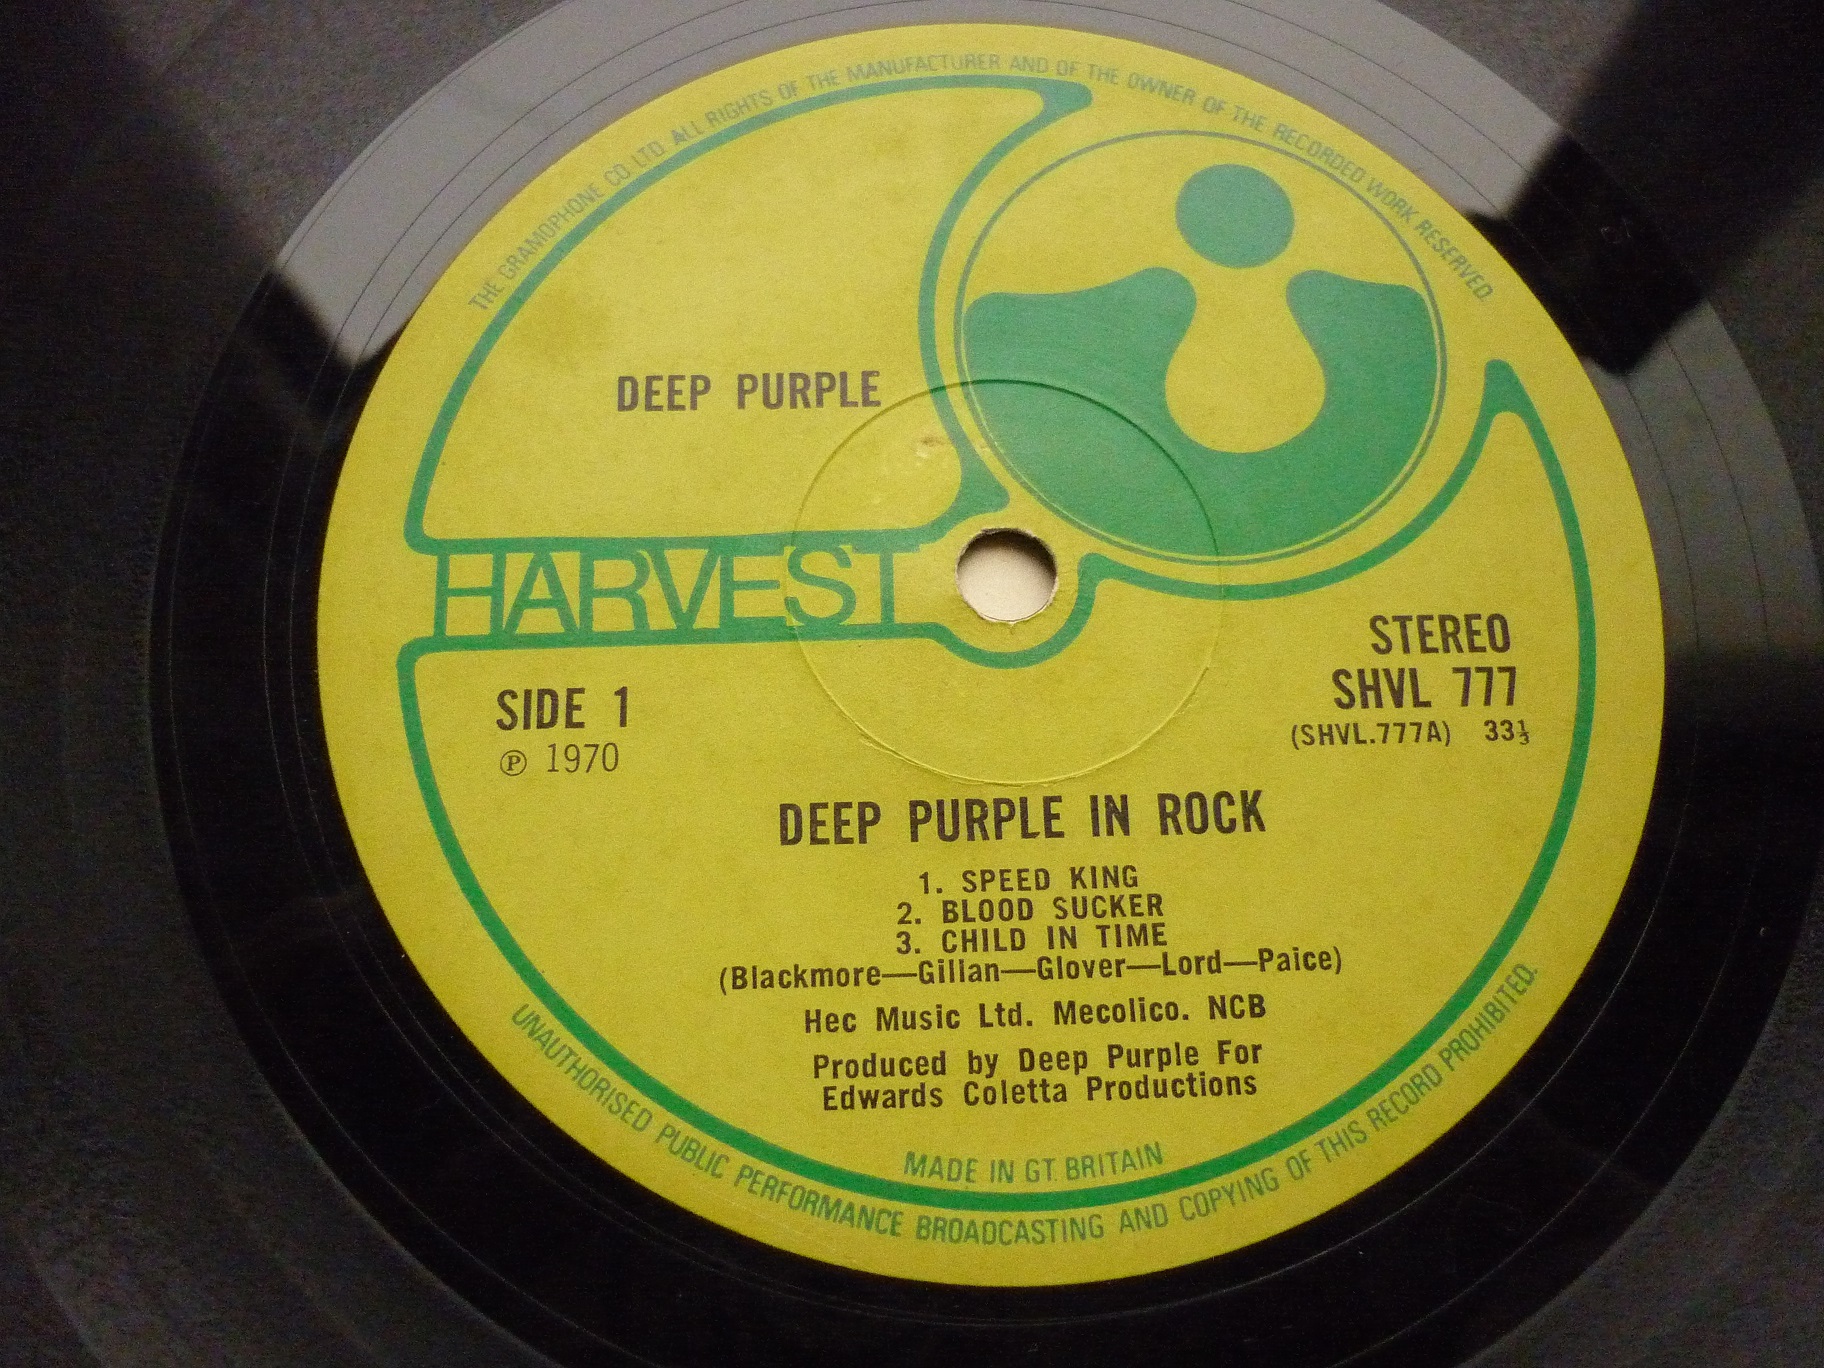 THE GRAMOPHONE CO. LTD. ALL RIGHTS OF THE MANUFACTURER AND OF THE OWNER OF THE RECORDED WORK RESERVED.
DEEP PURPLE
HARVEST
SIDE 1
℗ 1970
STEREO
SHVL 777
(SHVL.777A) 33⅓
DEEP PURPLE IN ROCK
1. SPEED KING
2. BLOOD SUCKER
3. CHILD IN TIME
(Blackmore—Gillan—Glover—Lord—Paice)
Hec Music Ltd. Mecolico. NCB
Produced by Deep Purple For
Edwards Coletta Productions
MADE IN GT. BRITAIN
UNAUTHORISED PUBLIC PERFORMANCE BROADCASTING AND COPYING OF THIS RECORD PROHIBITED.